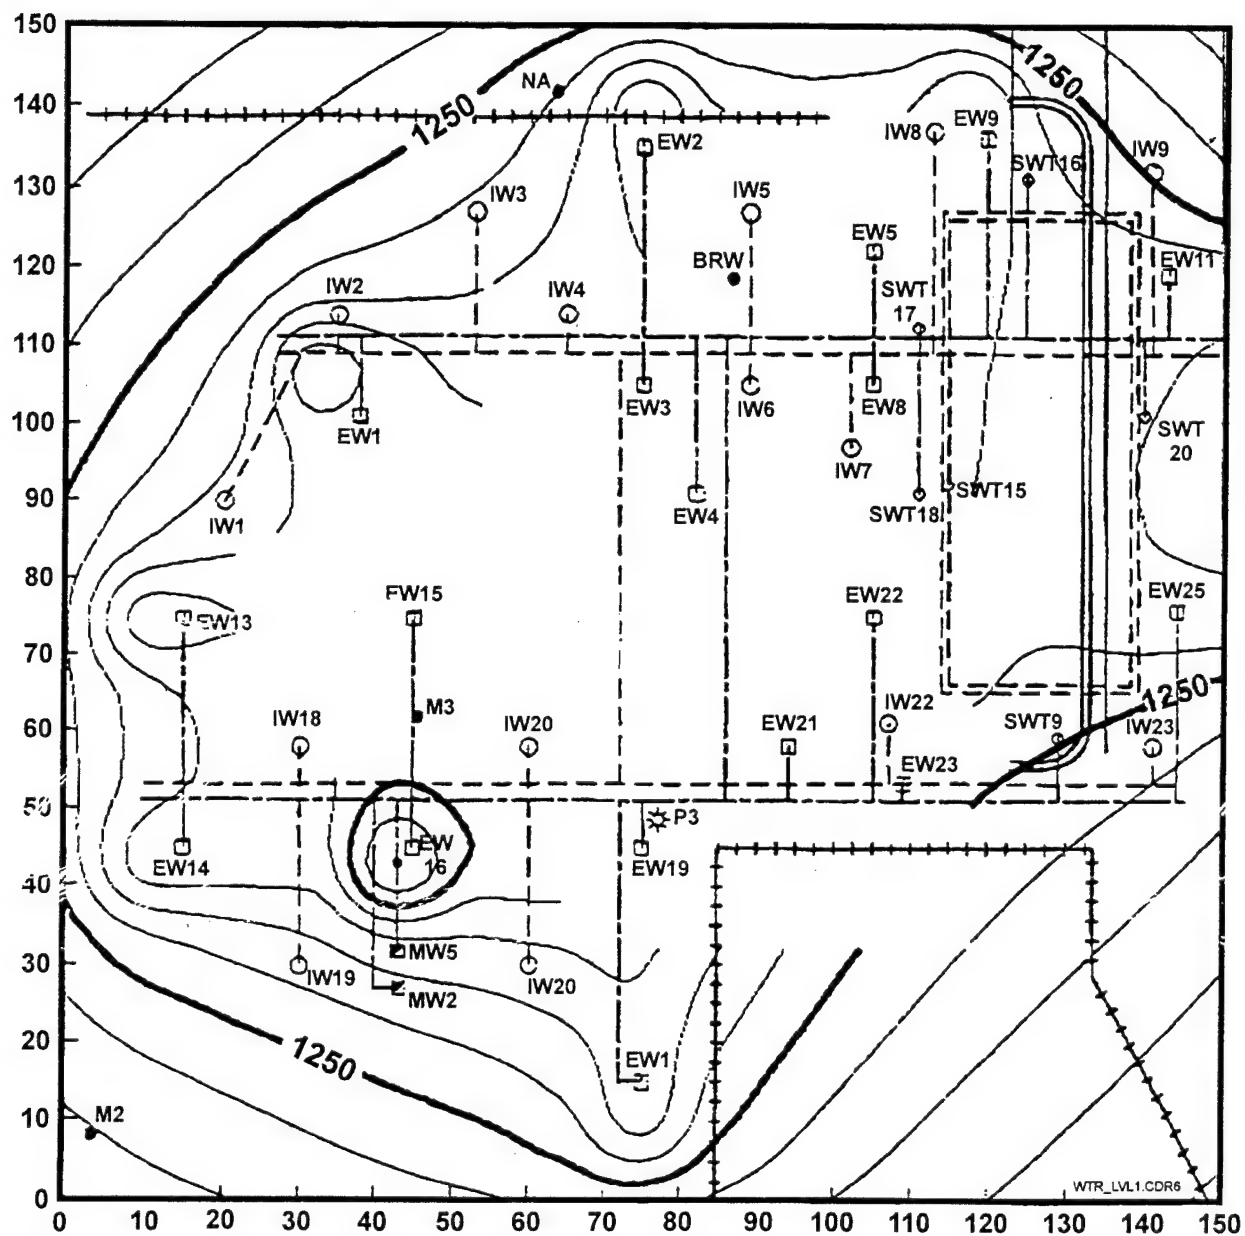 150
1250
1250
NA
140
IW8
EW9
EW2
SWT16
IW9
130
IW3
IW5
EW5
BRW
120
EW11
IW2
IW4
SWT
17
110
EW3
IW6
EW8
100
EW1
SWT
20
IW7
90
IW1
EW4
SWT18
SWT15
80
FW15
EW22
EW25
EW13
70
M3
1250
60
IW18
IW20
EW21
IW22
SWT9
IW23
EW23
50
P3
EW14
EW
16
EW19
40
30
MW5
IW19
MW2
IW20
20
1250
EW1
10
M2
WTR_LVL1.CDR6
0
0 10 20 30 40 50 60 70 80 90 100 110 120 130 140 150